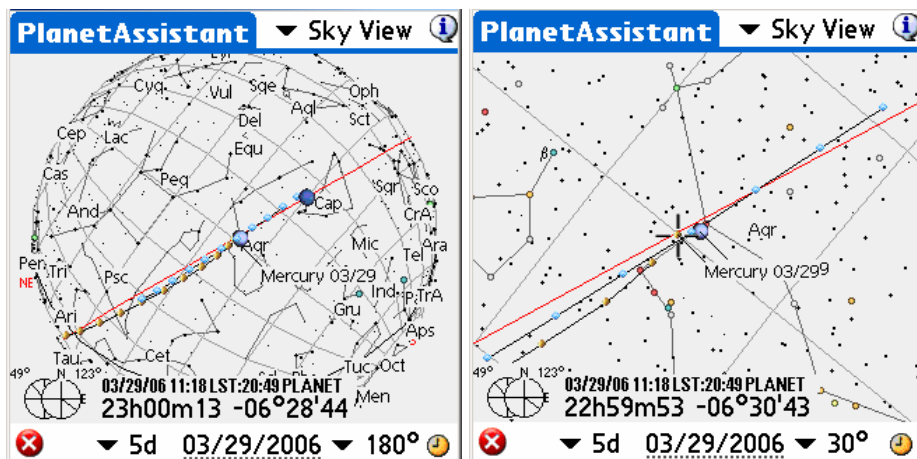 PlanetAssistant Sky View
Cyg Vul Sge Oph
Aql Sct
Del
Cep Lac Equ
Cas Peg Sgr Sco
And Cap CrA
Aqr Mic Ara
Per Tri Psc Tel
NE Mercury 03/29 Ind TrA
Ari Gru Aps
Tau Cet Tuc Oct
Men
49° N 123° 03/29/06 11:18 LST:20:49 PLANET
23h00m13 -06°28'44
5d 03/29/2006 180°
PlanetAssistant Sky View
β
Aqr
Mercury 03/29
49° N 123° 03/29/06 11:18 LST:20:49 PLANET
22h59m53 -06°30'43
5d 03/29/2006 30°